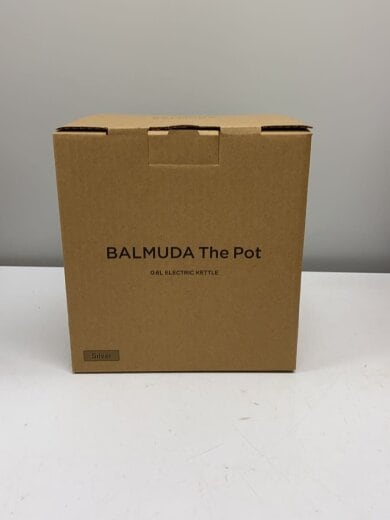 BALMUDA The Pot
0.6L ELECTRIC KETTLE
Silver